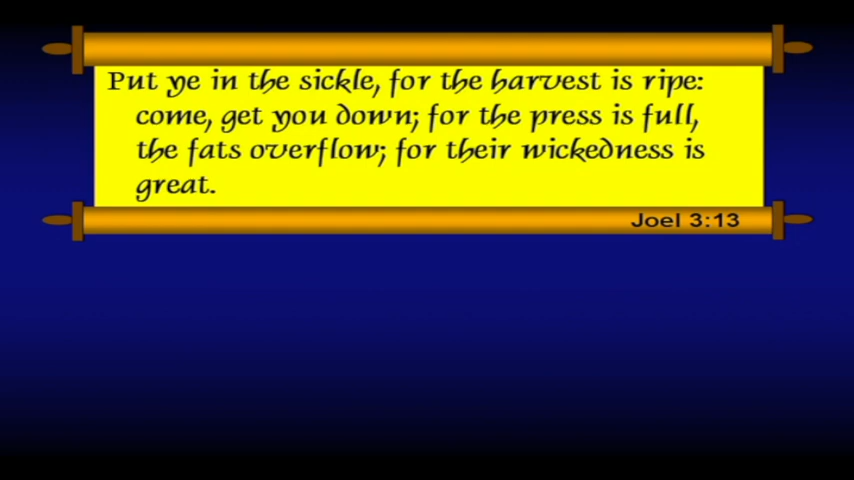 Put ye in the sickle, for the harvest is ripe:
come, get you down; for the press is full,
the fats overflow; for their wickedness is
great.
Joel 3:13